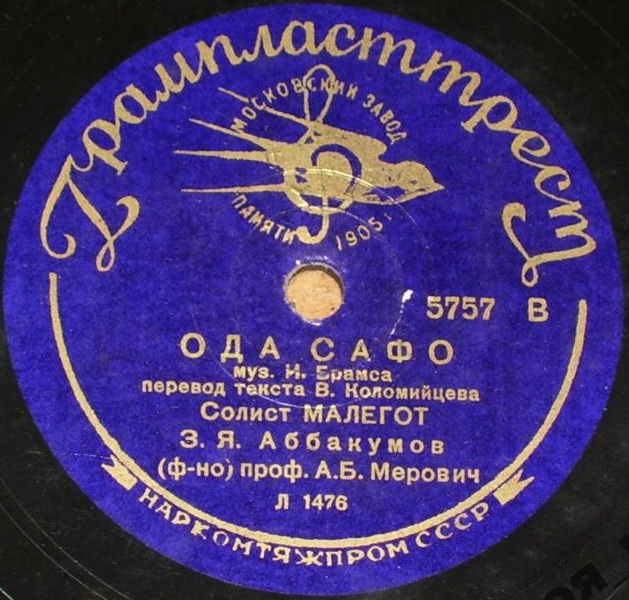 Грампласттрест
МОСКОВСКИЙ ЗАВОД
ПАМЯТИ 1905 г.
5757 В
ОДА САФО
муз. И. Брамса
перевод текста В. Коломийцева
Солист МАЛЕГОТ
З. Я. Аббакумов
(ф-но) проф. А.Б. Мерович
Л 1476
НАРКОМТЯЖПРОМ СССР